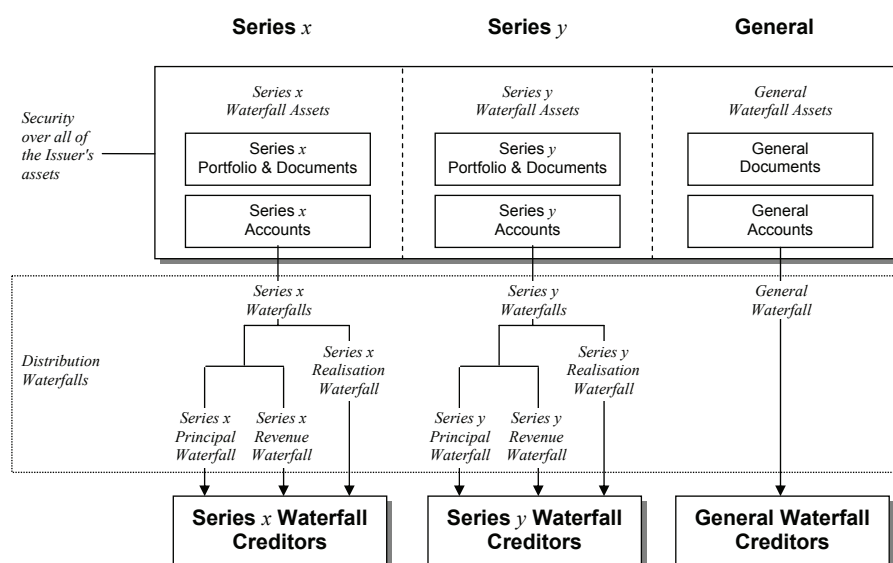 Series x
Series y
General
Security
over all of
the Issuer's
assets
Series x
Waterfall Assets
Series y
Waterfall Assets
General
Waterfall Assets
Series x
Portfolio & Documents
Series y
Portfolio & Documents
General
Documents
Series x
Accounts
Series y
Accounts
General
Accounts
Distribution
Waterfalls
Series x
Waterfalls
Series y
Waterfalls
General
Waterfall
Series x
Realisation
Waterfall
Series y
Realisation
Waterfall
Series x
Principal
Waterfall
Series x
Revenue
Waterfall
Series y
Principal
Waterfall
Series y
Revenue
Waterfall
Series x Waterfall
Creditors
Series y Waterfall
Creditors
General Waterfall
Creditors